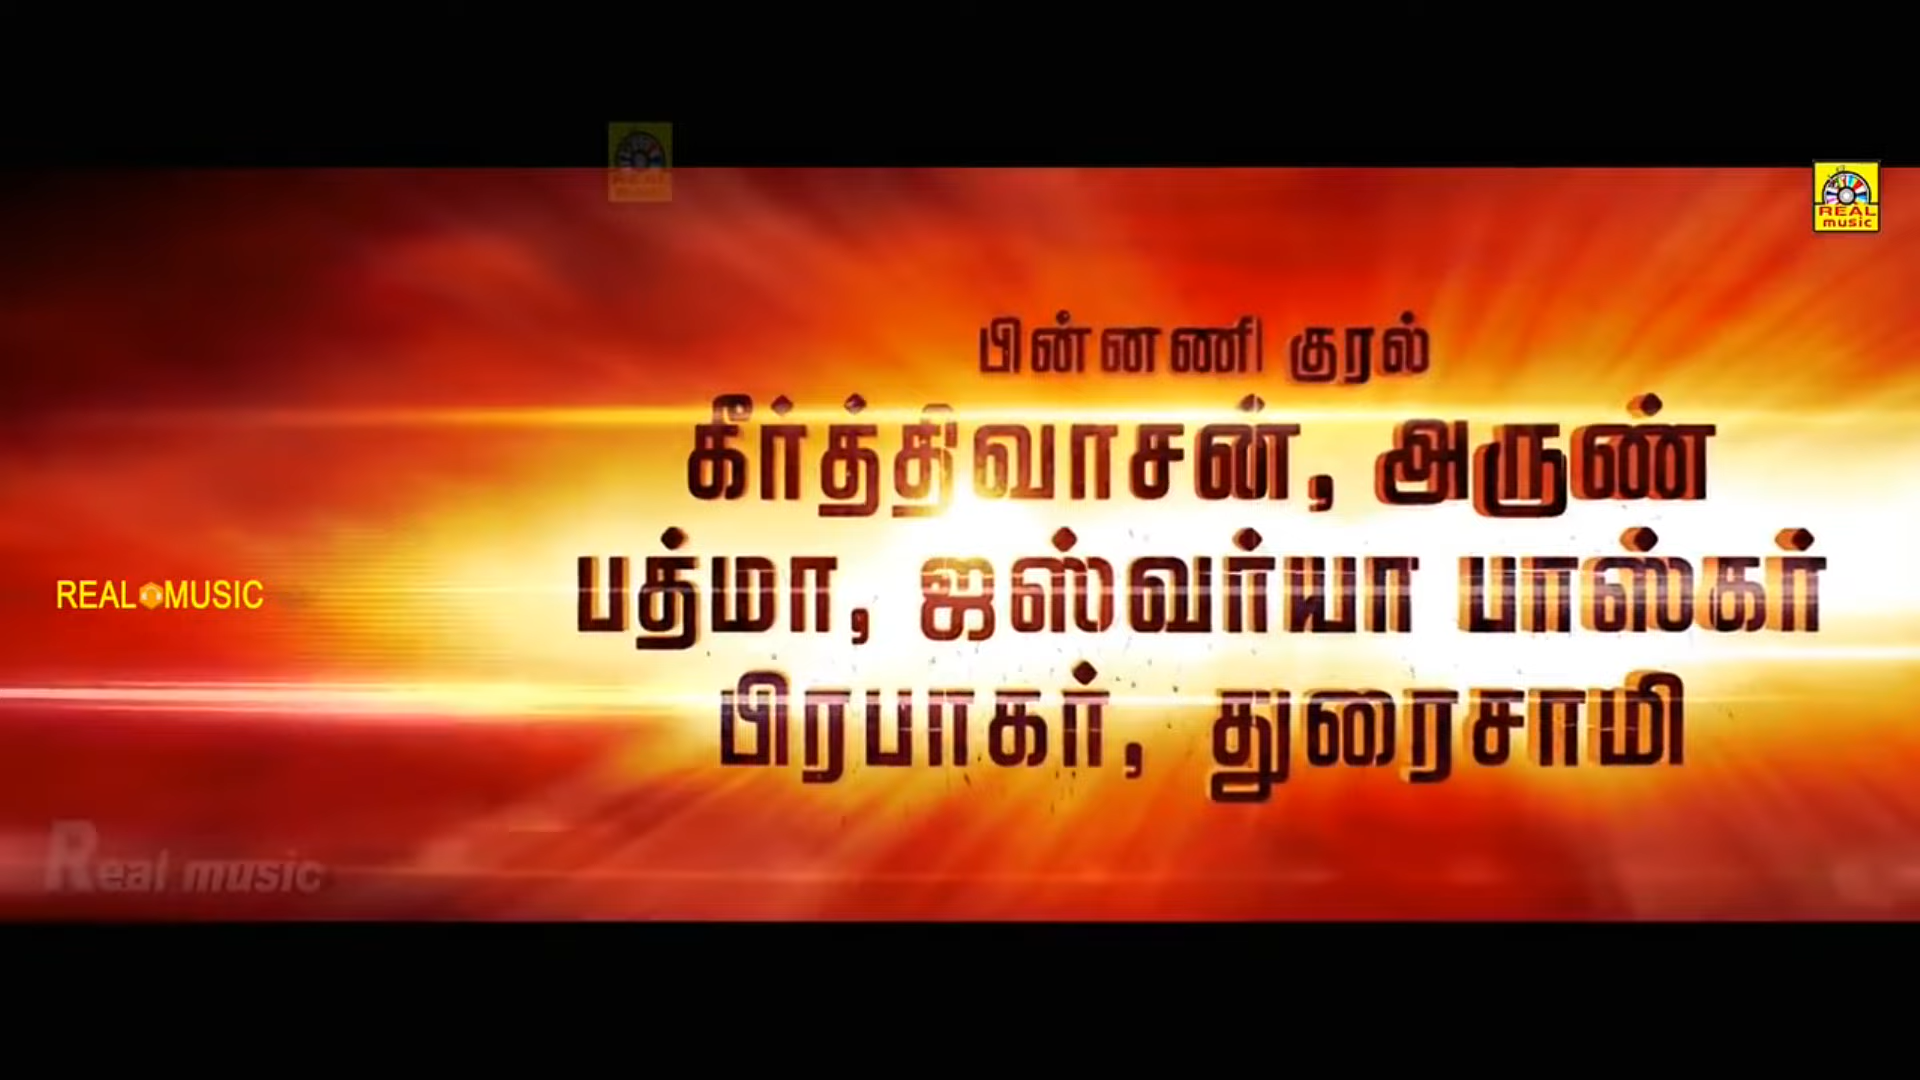 REAL
music
பின்னணி குரல்
கீர்த்திவாசன், அருண்
பத்மா, ஐஸ்வர்யா பாஸ்கர்
REAL MUSIC
பிரபாகர், துரைசாமி
Real music